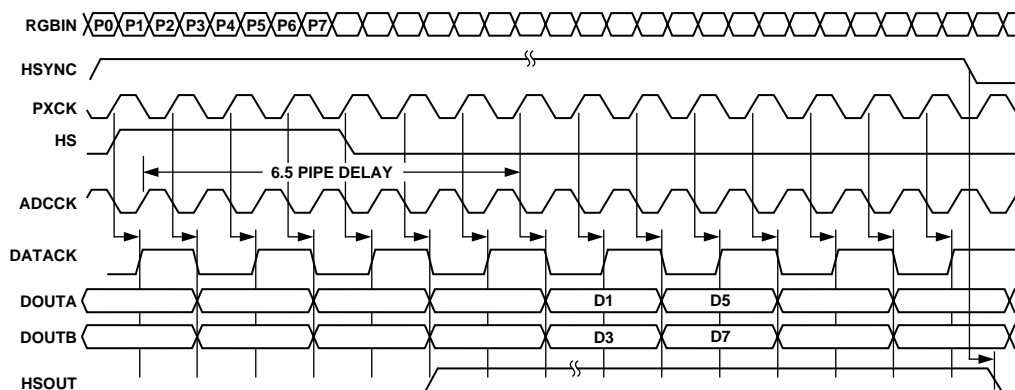 RGBIN P0 P1 P2 P3 P4 P5 P6 P7
HSYNC
PXCK
HS
6.5 PIPE DELAY
ADCCK
DATACK
DOUTA D1 D5
DOUTB D3 D7
HSOUT